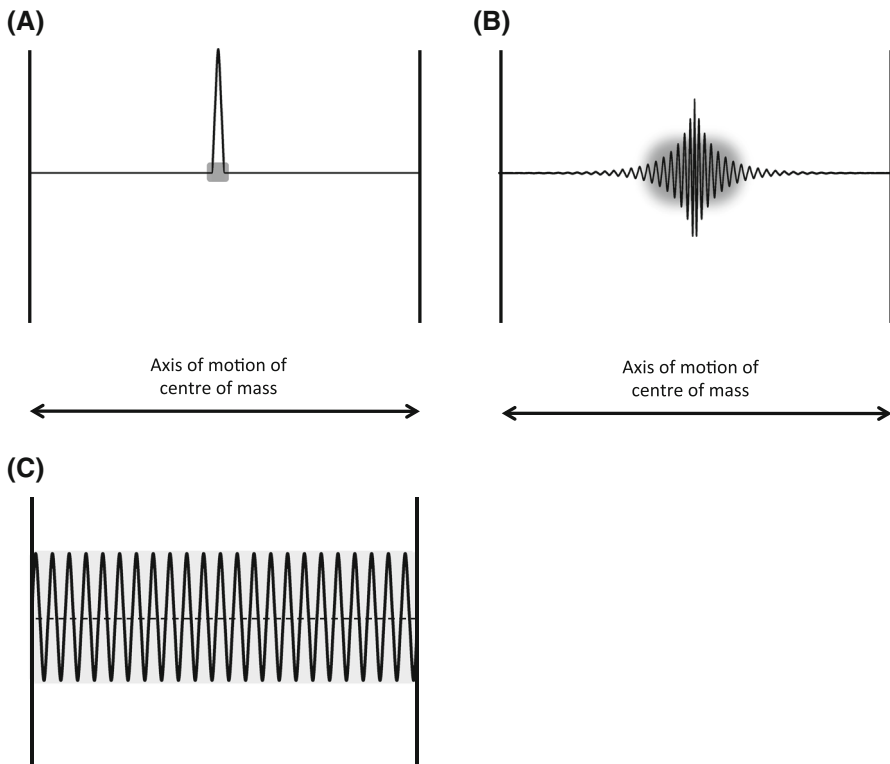 (A)
Axis of motion of
centre of mass
(B)
Axis of motion of
centre of mass
(C)